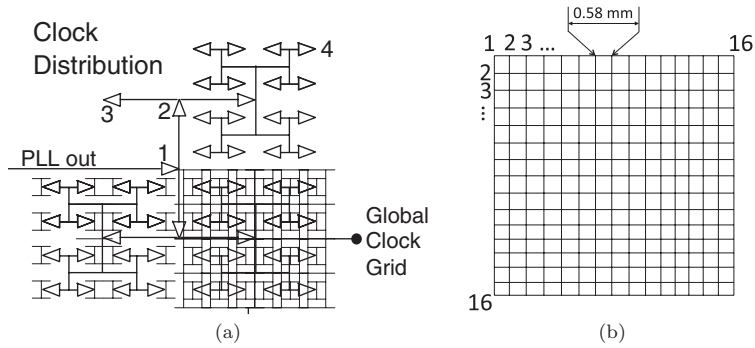 Clock
Distribution
4
3
2
1
PLL out
Global
Clock
Grid
(a)
0.58 mm
1 2 3 ... 16
2
3
...
16
(b)